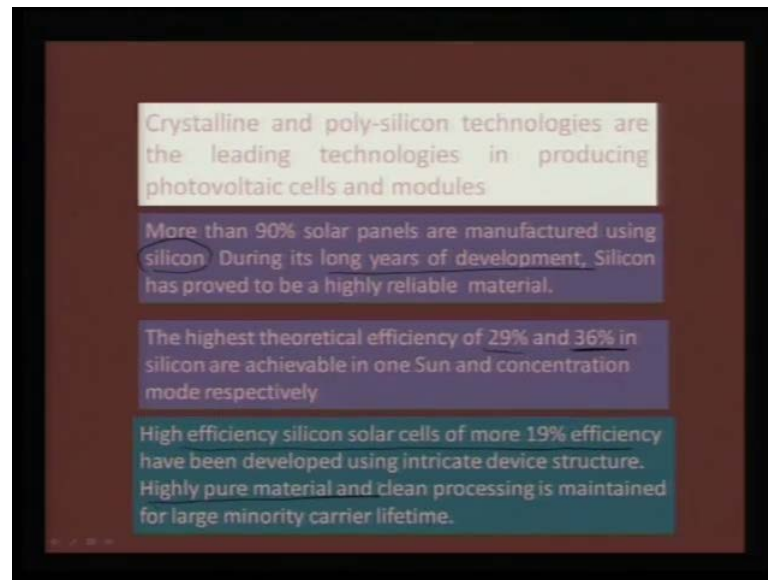 Crystalline and poly-silicon technologies are
the leading technologies in producing
photovoltaic cells and modules
More than 90% solar panels are manufactured using
silicon During its long years of development, Silicon
has proved to be a highly reliable material.
The highest theoretical efficiency of 29% and 36% in
silicon are achievable in one Sun and concentration
mode respectively
High efficiency silicon solar cells of more 19% efficiency
have been developed using intricate device structure.
Highly pure material and clean processing is maintained
for large minority carrier lifetime.